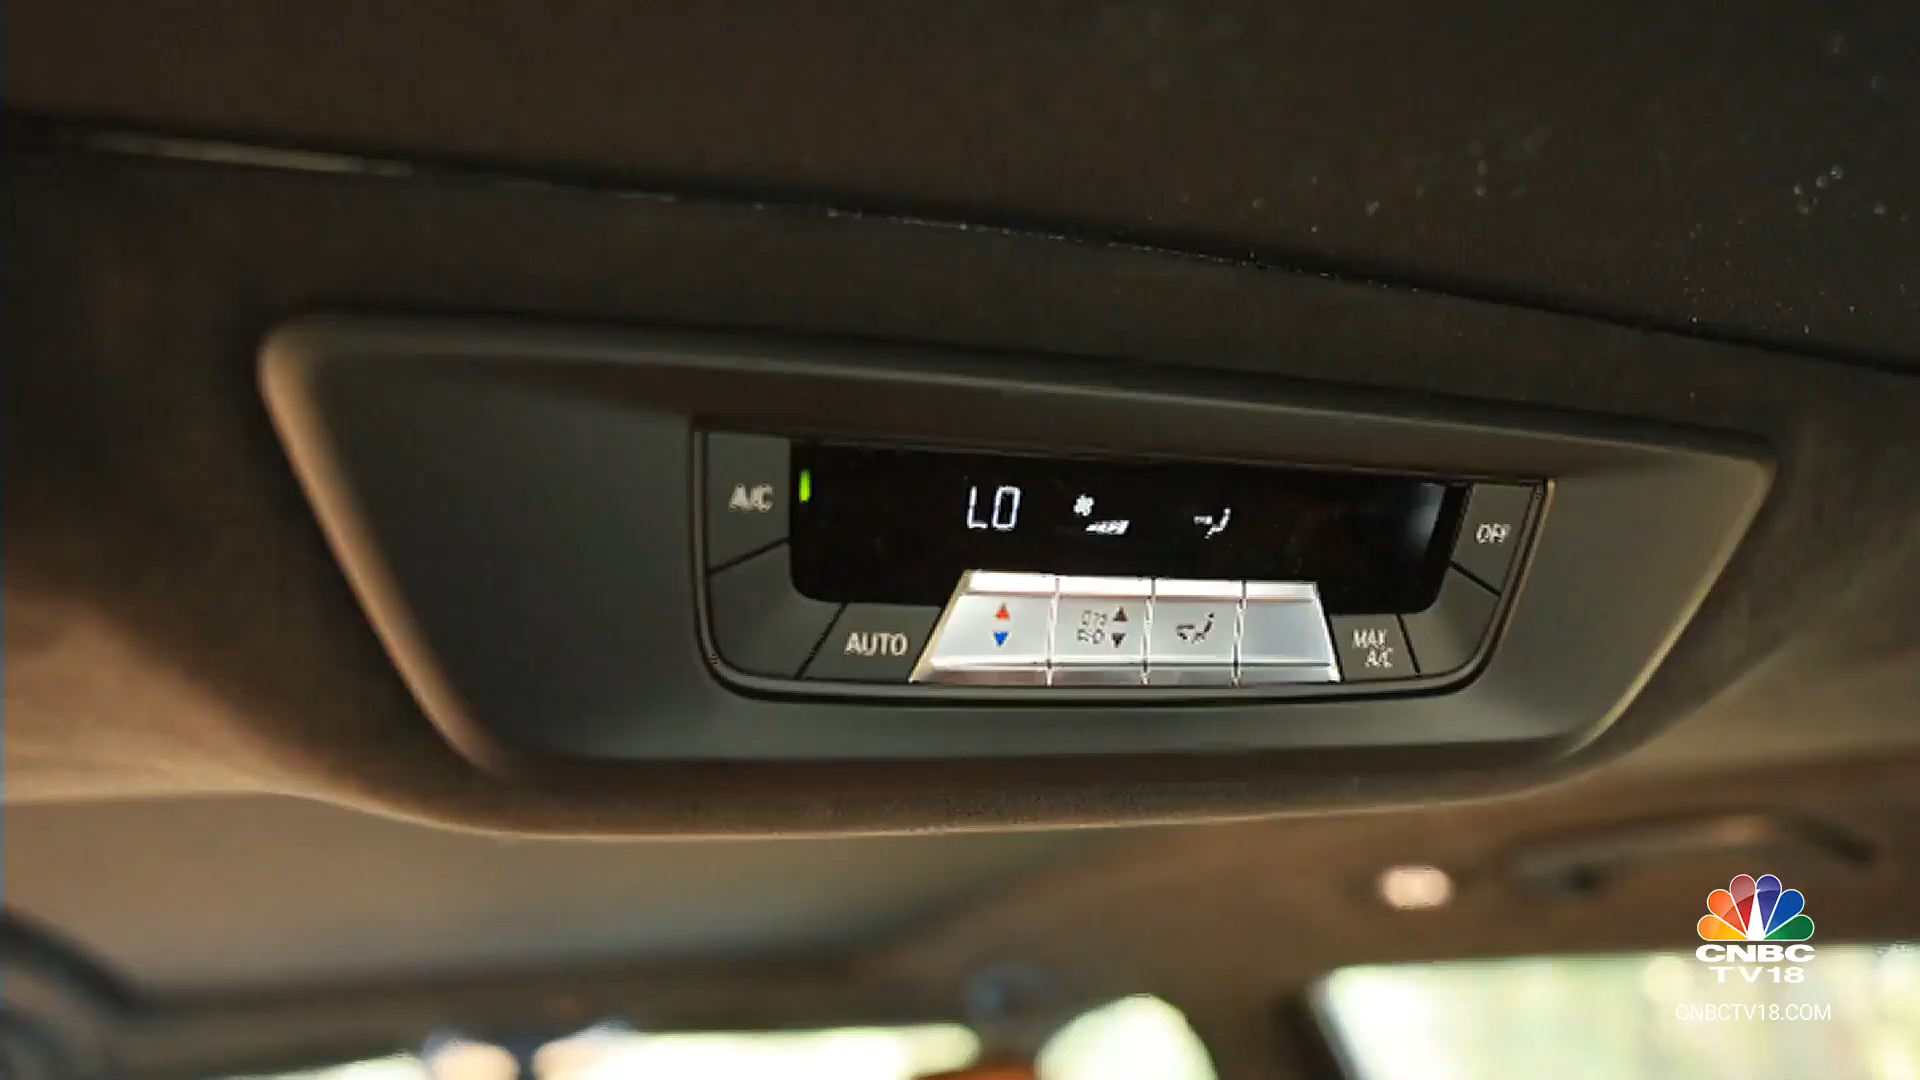 A/C
LO
OFF
AUTO
MAX
A/C
CNBC
TV18
CNBCTV18.COM